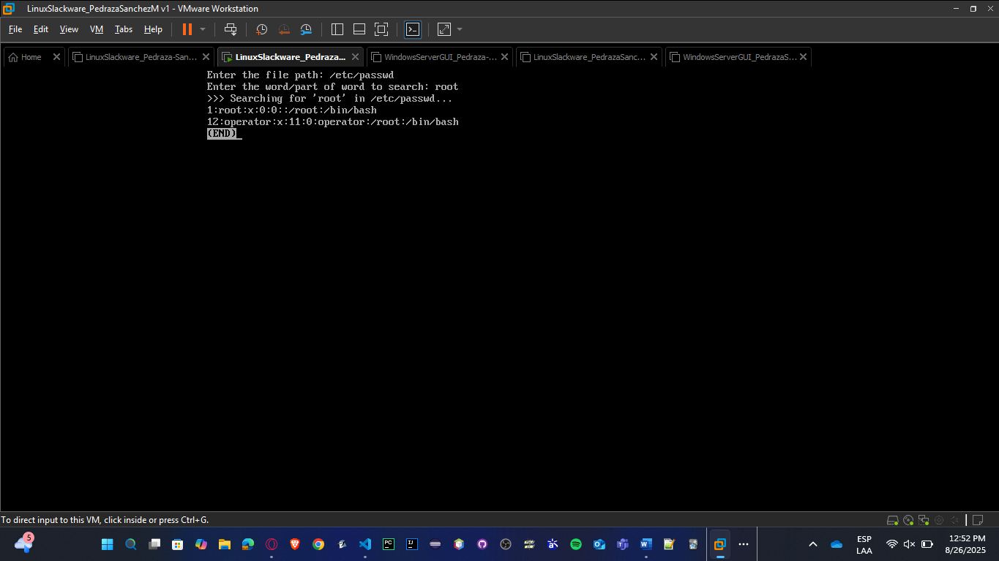 LinuxSlackware_PedrazaSanchezM v1 - VMware Workstation
File Edit View VM Tabs Help
Home LinuxSlackware_Pedraza-San... LinuxSlackware_Pedraza... WindowsServerGUI_Pedraza-... LinuxSlackware_PedrazaSanc... WindowsServerGUI_PedrazaS...
Enter the file path: /etc/passwd
Enter the word/part of word to search: root
>>> Searching for 'root' in /etc/passwd...
1:root:x:0:0::/root:/bin/bash
12:operator:x:11:0:operator:/root:/bin/bash
(END)
To direct input to this VM, click inside or press Ctrl+G.
5
ESP
LAA
12:52 PM
8/26/2025